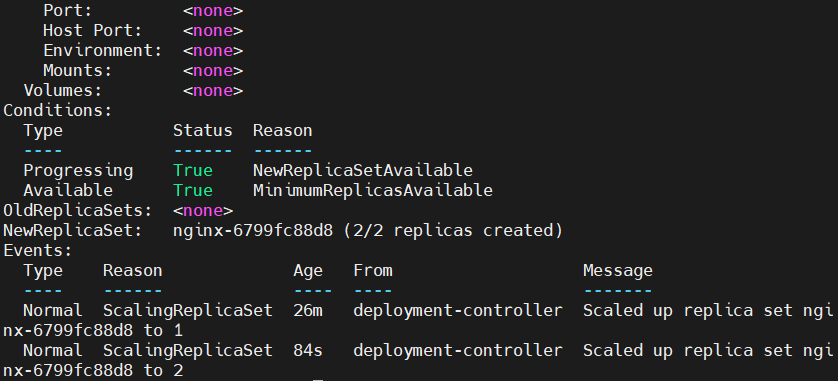 Port:         <none>
    Host Port:    <none>
    Environment:  <none>
    Mounts:       <none>
  Volumes:        <none>
Conditions:
  Type           Status  Reason
  ----           ------  ------
  Progressing    True    NewReplicaSetAvailable
  Available      True    MinimumReplicasAvailable
OldReplicaSets:  <none>
NewReplicaSet:   nginx-6799fc88d8 (2/2 replicas created)
Events:
  Type    Reason             Age   From                   Message
  ----    ------             ----  ----                   -------
  Normal  ScalingReplicaSet  26m   deployment-controller  Scaled up replica set ngi
nx-6799fc88d8 to 1
  Normal  ScalingReplicaSet  84s   deployment-controller  Scaled up replica set ngi
nx-6799fc88d8 to 2